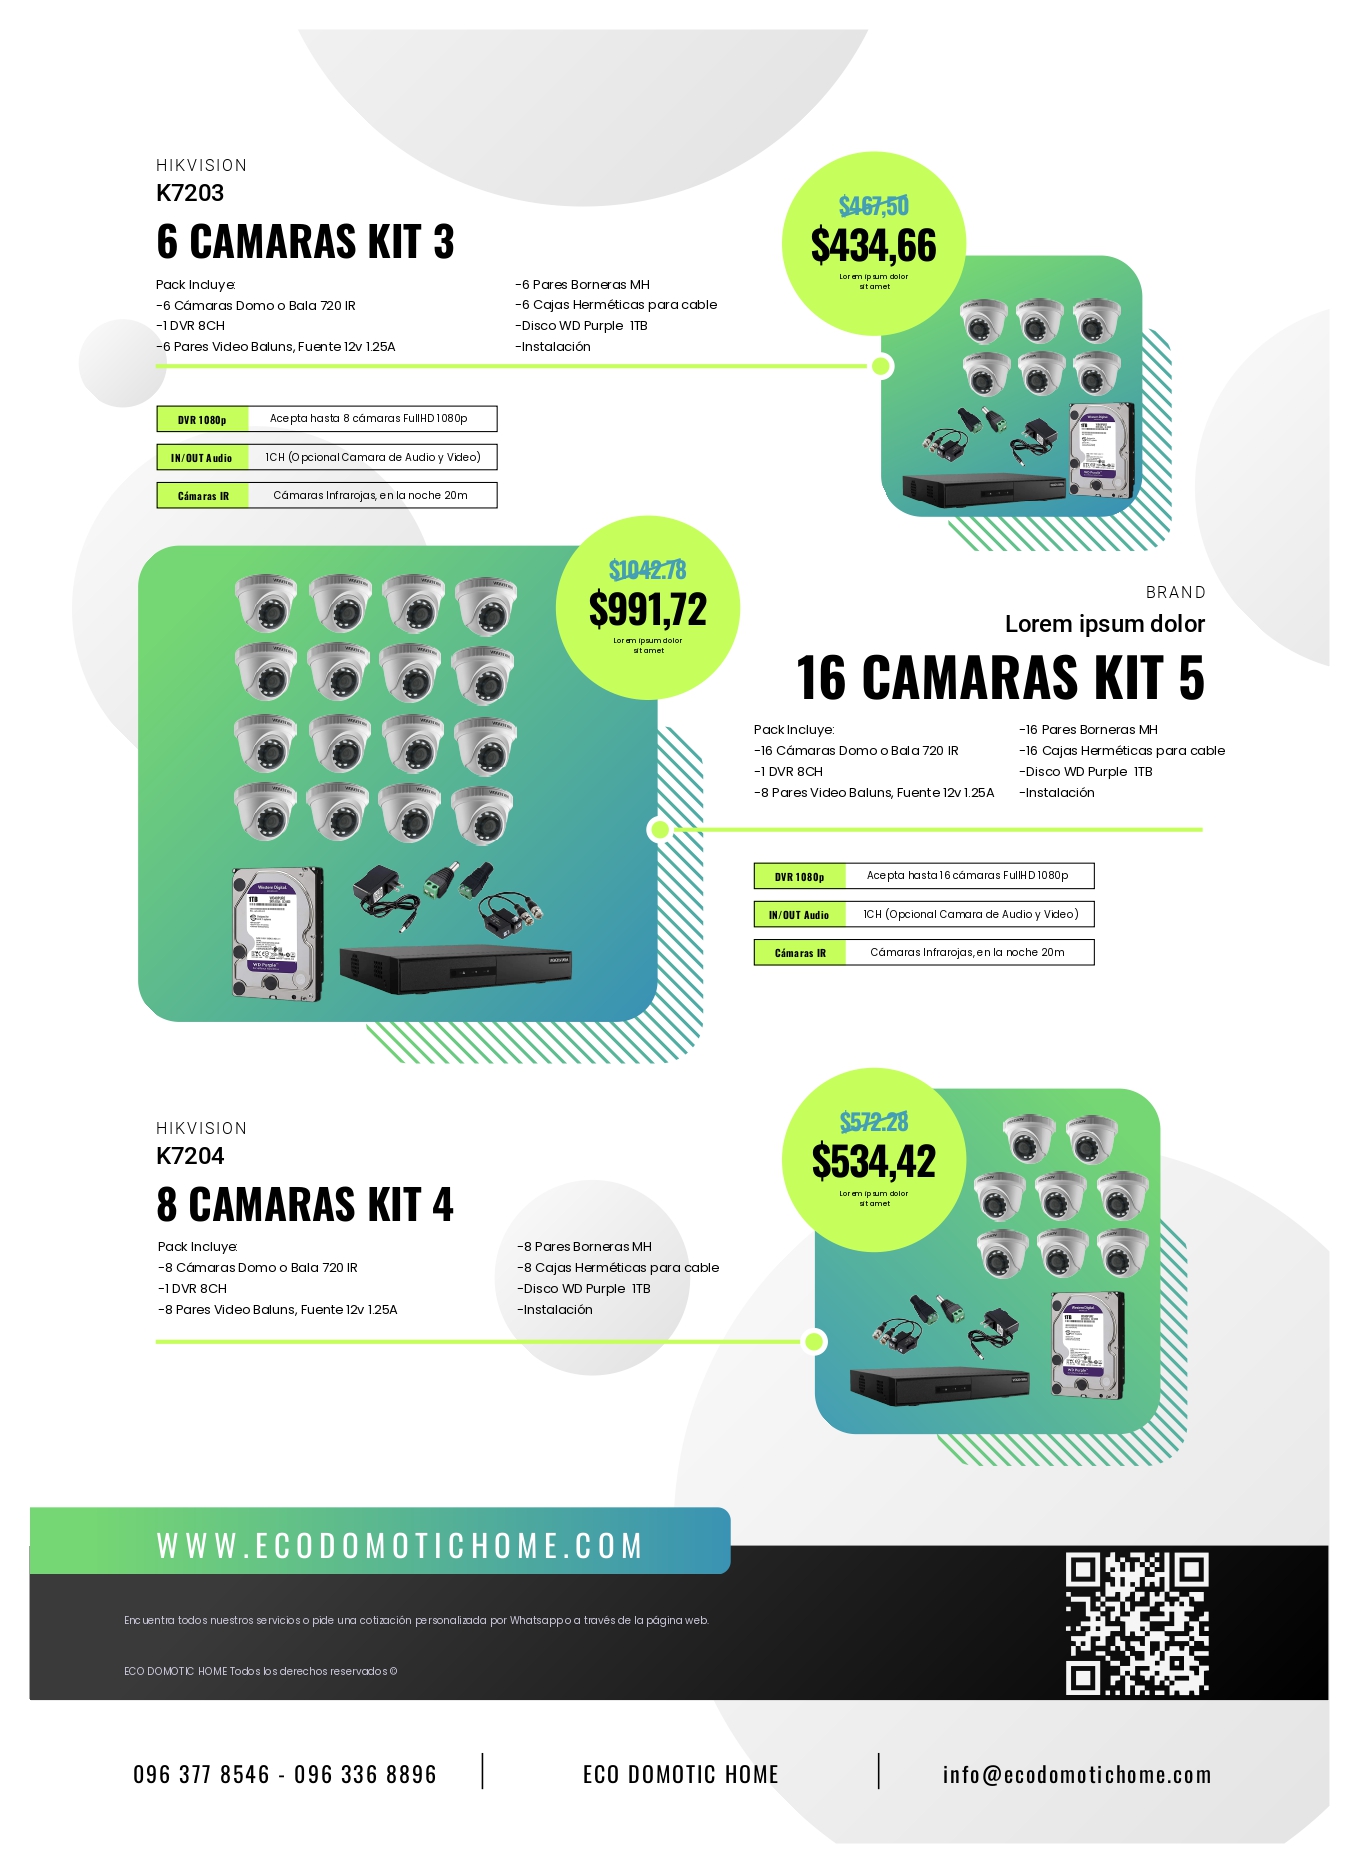 HIKVISION
K7203
6 CAMARAS KIT 3
Pack Incluye:
-6 Cámaras Domo o Bala 720 IR
-1 DVR 8CH
-6 Pares Video Baluns, Fuente 12v 1.25A
-6 Pares Borneras MH
-6 Cajas Herméticas para cable
-Disco WD Purple 1TB
-Instalación
$467,50
$434,66
Lorem ipsum dolor
sit amet
DVR 1080p Acepta hasta 8 cámaras FullHD 1080p
IN/OUT Audio 1CH (Opcional Camara de Audio y Video)
Cámaras IR Cámaras Infrarojas, en la noche 20m
$1042.78
$991,72
Lorem ipsum dolor
sit amet
Western Digital
1TB
WD Purple
BRAND
Lorem ipsum dolor
16 CAMARAS KIT 5
Pack Incluye:
-16 Cámaras Domo o Bala 720 IR
-1 DVR 8CH
-8 Pares Video Baluns, Fuente 12v 1.25A
-16 Pares Borneras MH
-16 Cajas Herméticas para cable
-Disco WD Purple 1TB
-Instalación
DVR 1080p Acepta hasta 16 cámaras FullHD 1080p
IN/OUT Audio 1CH (Opcional Camara de Audio y Video)
Cámaras IR Cámaras Infrarojas, en la noche 20m
HIKVISION
K7204
8 CAMARAS KIT 4
Pack Incluye:
-8 Cámaras Domo o Bala 720 IR
-1 DVR 8CH
-8 Pares Video Baluns, Fuente 12v 1.25A
-8 Pares Borneras MH
-8 Cajas Herméticas para cable
-Disco WD Purple 1TB
-Instalación
$572.28
$534,42
Lorem ipsum dolor
sit amet
WWW.ECODOMOTICHOME.COM
Encuentra todos nuestros servicios o pide una cotización personalizada por Whatsapp o a través de la página web.
ECO DOMOTIC HOME Todos los derechos reservados ©
096 377 8546 - 096 336 8896
ECO DOMOTIC HOME
info@ecodomotichome.com